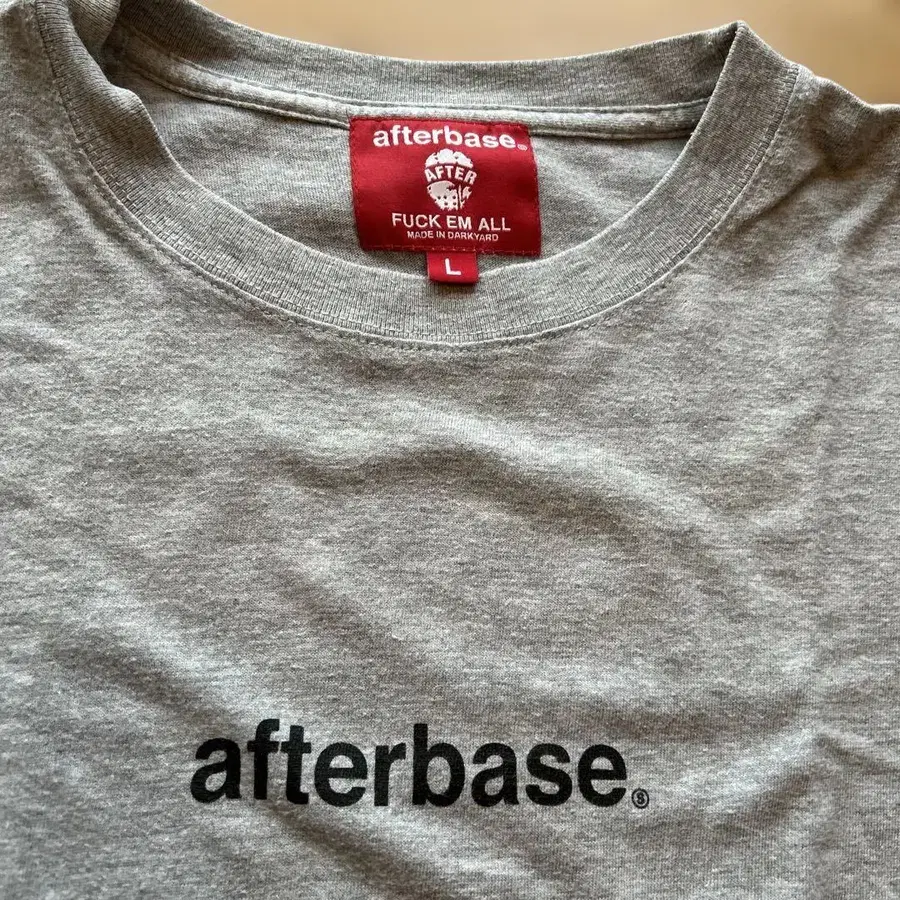 afterbase.Ⓢ
AFTER
FUCK EM ALL
MADE IN DARKYARD
L
afterbase.Ⓢ